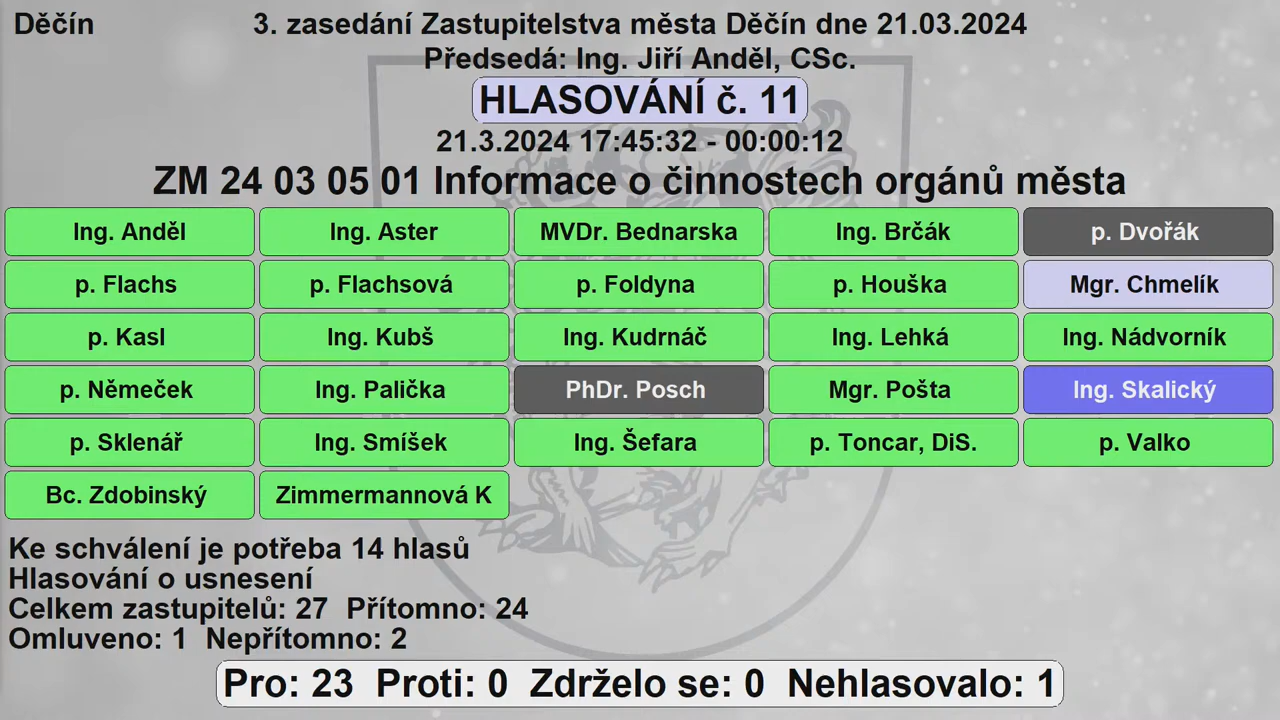 Děčín 3. zasedání Zastupitelstva města Děčín dne 21.03.2024
Předsedá: Ing. Jiří Anděl, CSc.
HLASOVÁNÍ č. 11
21.3.2024 17:45:32 - 00:00:12
ZM 24 03 05 01 Informace o činnostech orgánů města
Ing. Anděl Ing. Aster MVDr. Bednarska Ing. Brčák p. Dvořák
p. Flachs p. Flachsová p. Foldyna p. Houška Mgr. Chmelík
p. Kasl Ing. Kubš Ing. Kudrnáč Ing. Lehká Ing. Nádvorník
p. Němeček Ing. Palička PhDr. Posch Mgr. Pošta Ing. Skalický
p. Sklenář Ing. Smíšek Ing. Šefara p. Toncar, DiS. p. Valko
Bc. Zdobinský Zimmermannová K
Ke schválení je potřeba 14 hlasů
Hlasování o usnesení
Celkem zastupitelů: 27 Přítomno: 24
Omluveno: 1 Nepřítomno: 2
Pro: 23 Proti: 0 Zdrželo se: 0 Nehlasovalo: 1